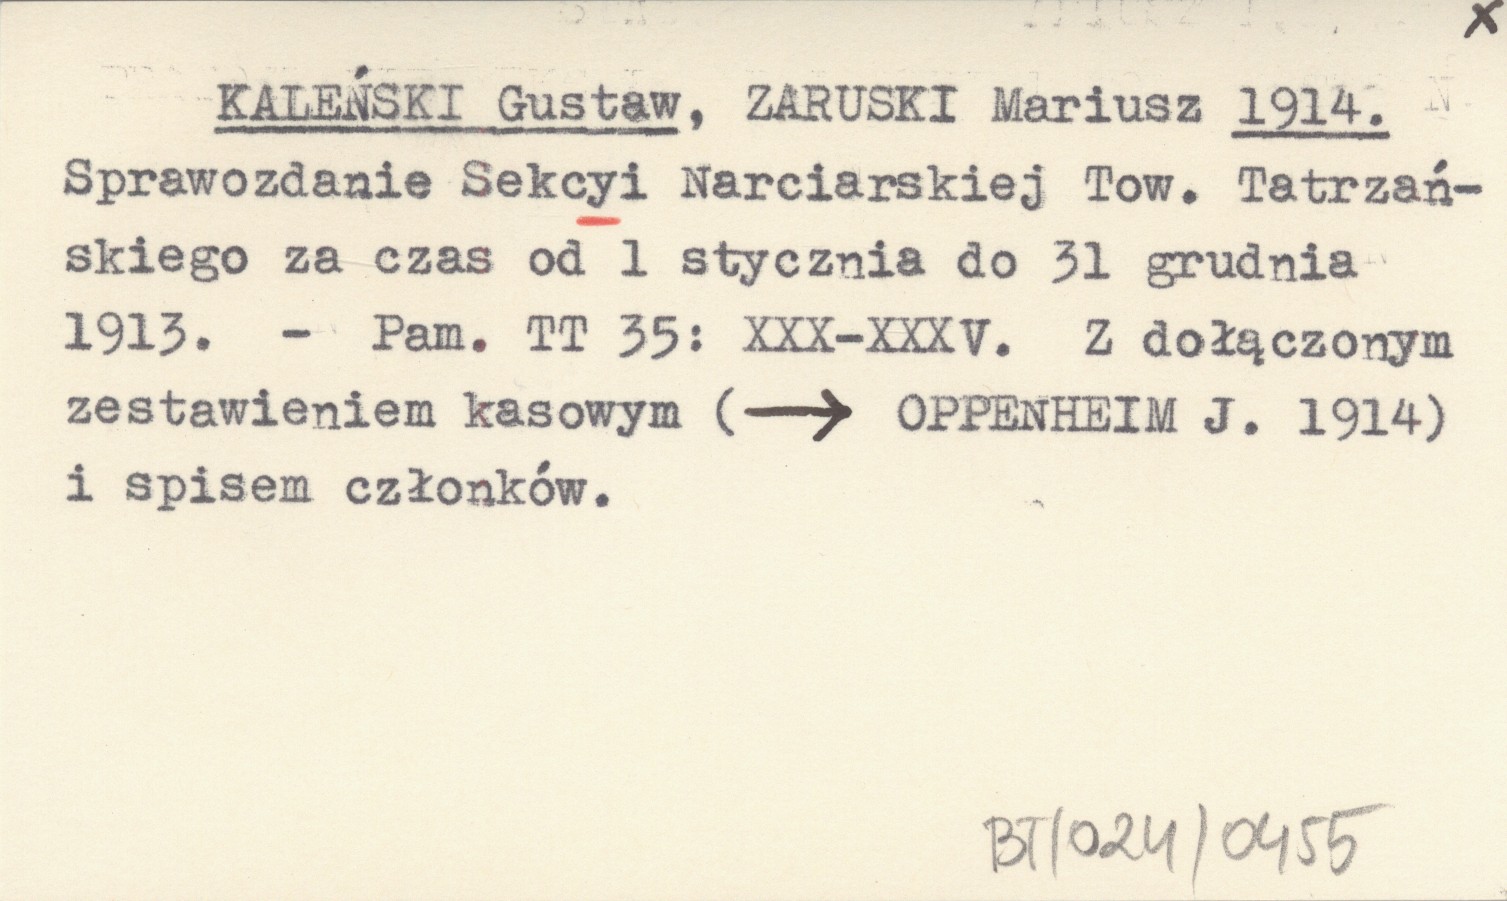 x
KALEŃSKI Gustaw, ZARUSKI Mariusz 1914.
Sprawozdanie Sekcyi Narciarskiej Tow. Tatrzań-
skiego za czas od 1 stycznia do 31 grudnia
1913. - Pam. TT 35: XXX-XXXV. Z dołączonym
zestawieniem kasowym (⟶ OPPENHEIM J. 1914)
i spisem członków.
BT/024/0455